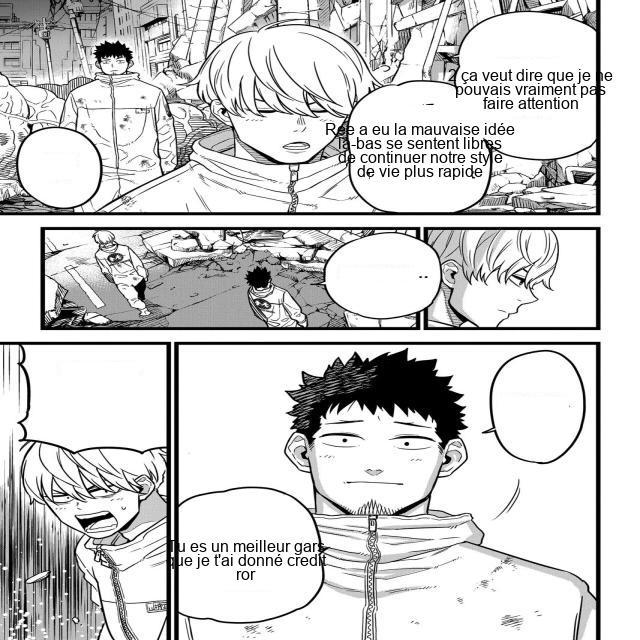 2 ça veut dire que je ne
pouvais vraiment pas
faire attention
Ree a eu la mauvaise idée
là-bas se sentent libres
de continuer notre style
de vie plus rapide
Tu es un meilleur gars
que je t'ai donné credit
ror